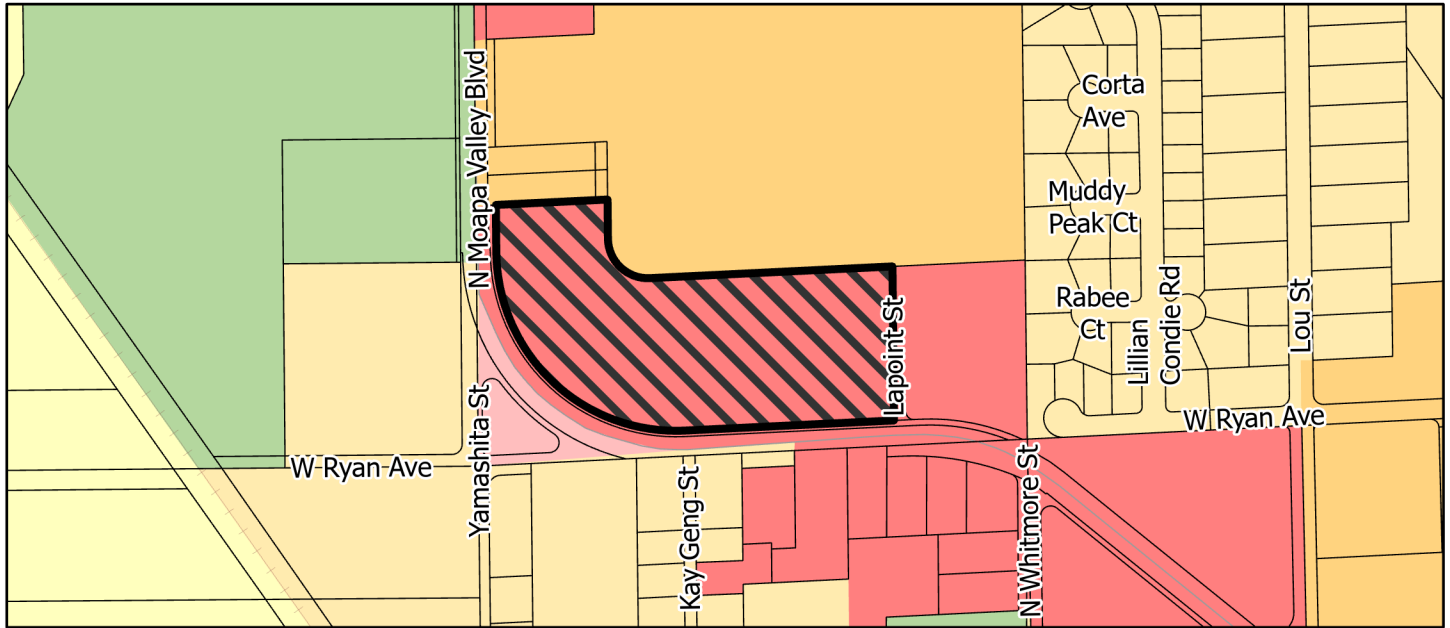 N Moapa Valley Blvd
Corta
Ave
Muddy
Peak Ct
Rabee
Ct
Lillian
Condie Rd
Lou St
Lapoint St
W Ryan Ave
W Ryan Ave
Yamashita St
Kay Geng St
N Whitmore St